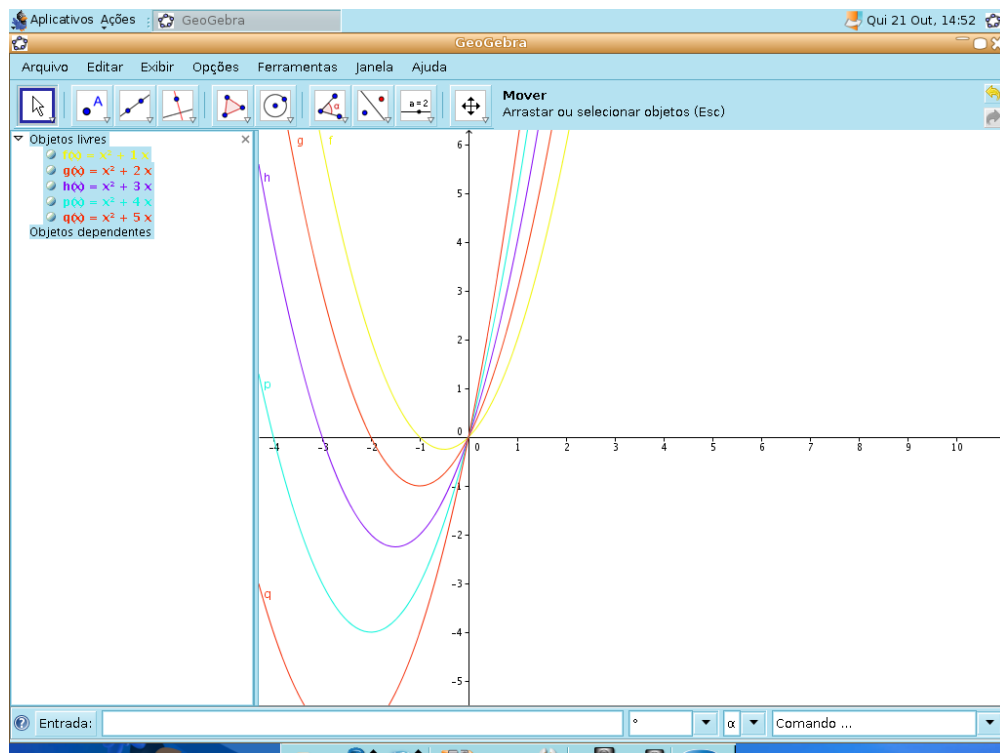 Aplicativos Ações GeoGebra Qui 21 Out, 14:52
GeoGebra
Arquivo Editar Exibir Opções Ferramentas Janela Ajuda
A α a=2
Mover
Arrastar ou selecionar objetos (Esc)
Objetos livres
f(x) = x² + 1 x
g(x) = x² + 2 x
h(x) = x² + 3 x
p(x) = x² + 4 x
q(x) = x² + 5 x
Objetos dependentes
g f
h
p
q
6
5
4
3
2
1
0
-4 -3 -2 -1 0 1 2 3 4 5 6 7 8 9 10
-1
-2
-3
-4
-5
Entrada: ° α Comando ...